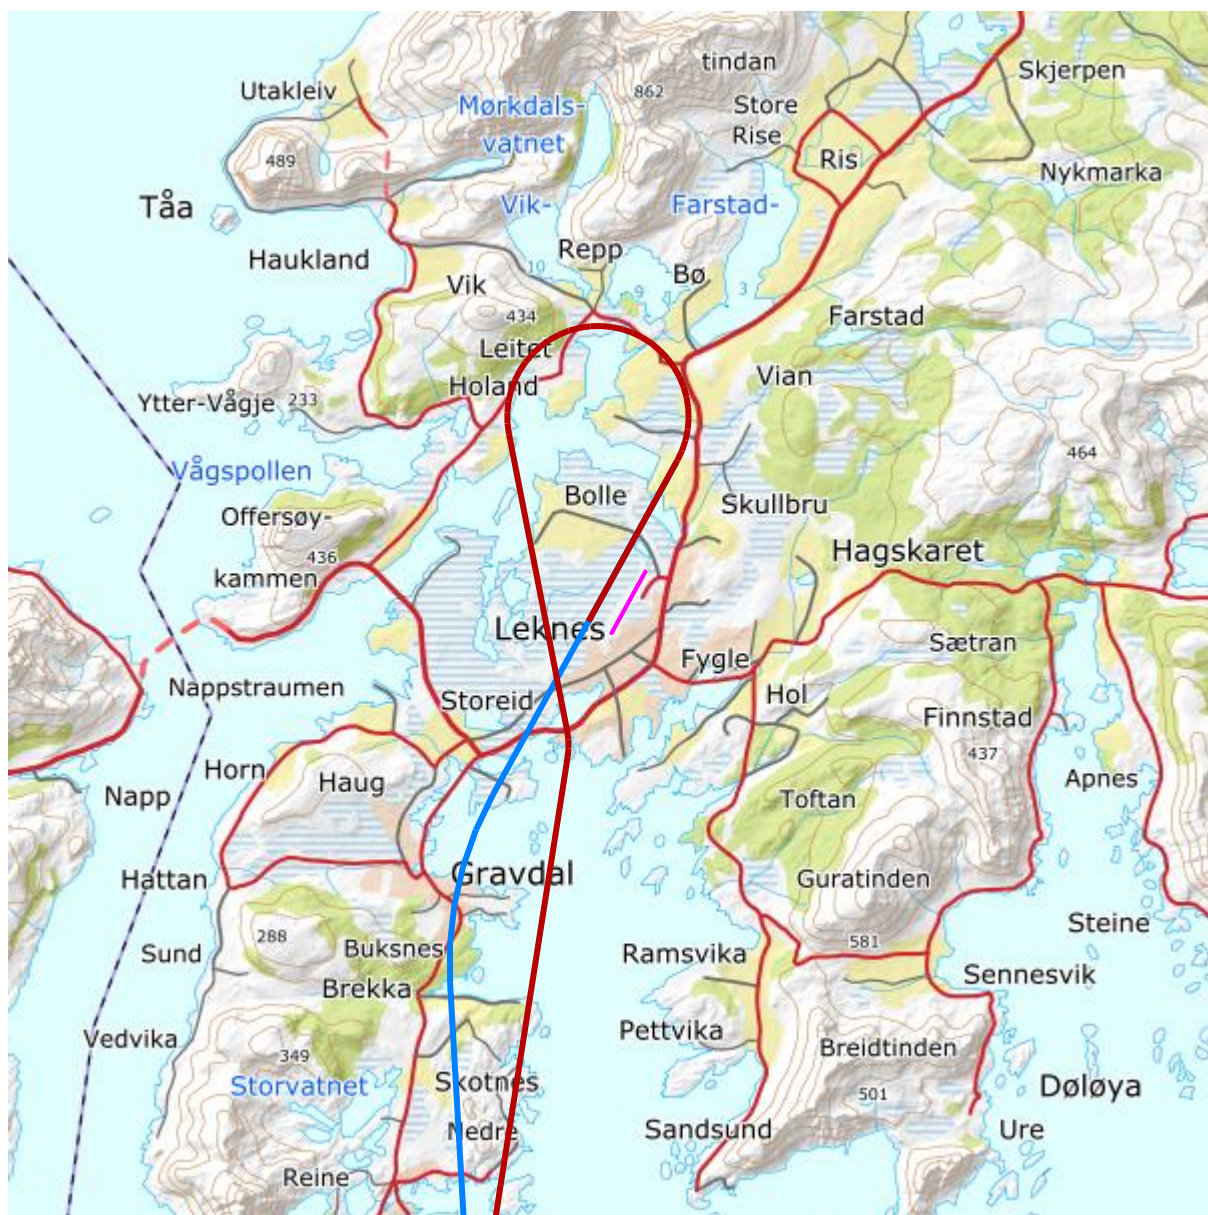 tindan
Skjerpen
Utakleiv
862
Mørkdals-
vatnet
Store
Rise
489
Ris
Nykmarka
Tåa
Vik-
Farstad-
Haukland
Repp
10
Bø
Vik
9
4
3
434
Farstad
Leitet
Holand
Vian
Ytter-Vågje
233
464
Vågspollen
Bolle
Skullbru
Offersøy-
kammen
436
Hagskaret
Leknes
Sætran
Fygle
Nappstraumen
Storeid
Hol
Finnstad
437
Horn
Haug
Napp
Toftan
Apnes
Hattan
Gravdal
Guratinden
Steine
288
Sund
Buksnes
Ramsvika
581
Brekka
Sennesvik
Vedvika
Pettvika
349
Breidtinden
Storvatnet
Skotnes
501
Døløya
Nedre
Sandsund
Ure
Reine